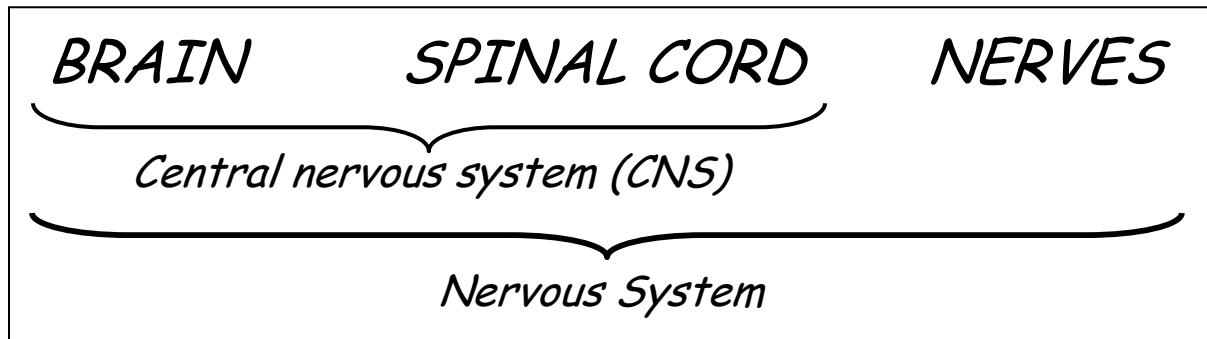 BRAIN SPINAL CORD NERVES
Central nervous system (CNS)
Nervous System